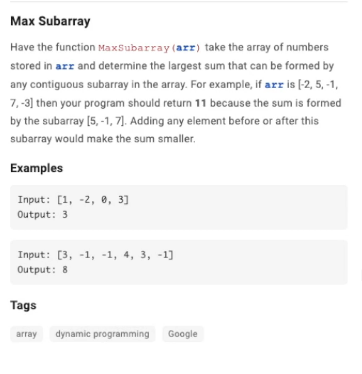 Max Subarray
Have the function MaxSubarray(arr) take the array of numbers
stored in arr and determine the largest sum that can be formed by
any contiguous subarray in the array. For example, if arr is [-2, 5, -1,
7, -3] then your program should return 11 because the sum is formed
by the subarray [5, -1, 7]. Adding any element before or after this
subarray would make the sum smaller.
Examples
Input: [1, -2, 0, 3]
Output: 3
Input: [3, -1, -1, 4, 3, -1]
Output: 8
Tags
array dynamic programming Google